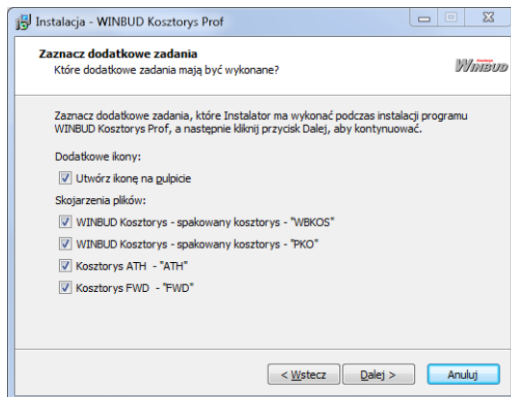 Instalacja - WINBUD Kosztorys Prof
Zaznacz dodatkowe zadania
Które dodatkowe zadania mają być wykonane?
WINBUD
Zaznacz dodatkowe zadania, które Instalator ma wykonać podczas instalacji programu
WINBUD Kosztorys Prof, a następnie kliknij przycisk Dalej, aby kontynuować.
Dodatkowe ikony:
Utwórz ikonę na pulpicie
Skojarzenia plików:
WINBUD Kosztorys - spakowany kosztorys - "WBKOS"
WINBUD Kosztorys - spakowany kosztorys - "PKO"
Kosztorys ATH - "ATH"
Kosztorys FWD - "FWD"
< Wstecz
Dalej >
Anuluj